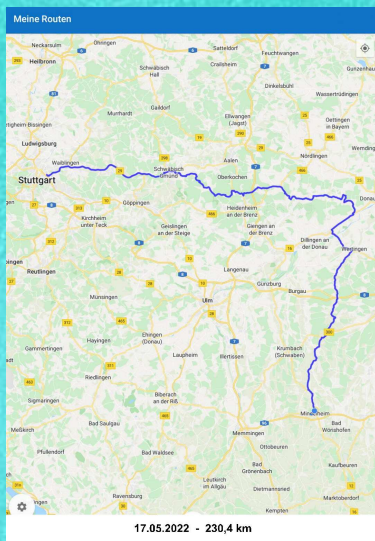 Meine Routen
Neckarsulm
Öhringen
Satteldorf
Feuchtwangen
Heilbronn
Schwäbisch
Hall
Crailsheim
Gunzenhau
Dinkelsbühl
Wassertrüdingen
Murrhardt
Gaildorf
Ellwangen
(Jagst)
Oettingen
in Bayern
tigheim-Bissingen
Wemding
Ludwigsburg
Nördlingen
Waiblingen
Aalen
Schwäbisch
Gmünd
Oberkochen
Stuttgart
Göppingen
Donau
Heidenheim
an der Brenz
Kirchheim
unter Teck
Geislingen
an der Steige
Giengen an
der Brenz
Dillingen an
der Donau
Reutlingen
Langenau
Günzburg
Burgau
Münsingen
Ulm
Ehingen
(Donau)
Gammertingen
Hayingen
Laupheim
Illertissen
Krumbach
(Schwaben)
Riedlingen
Sigmaringen
Biberach
an der Riß
Mindelheim
Meßkirch
Bad Saulgau
Memmingen
Bad
Wörishofen
Ottobeuren
Pfullendorf
Bad Waldsee
Bad
Grönenbach
Kaufbeuren
Leutkirch
im Allgäu
Dietmannsried
Ravensburg
Marktoberdorf
Kempten
17.05.2022 - 230,4 km